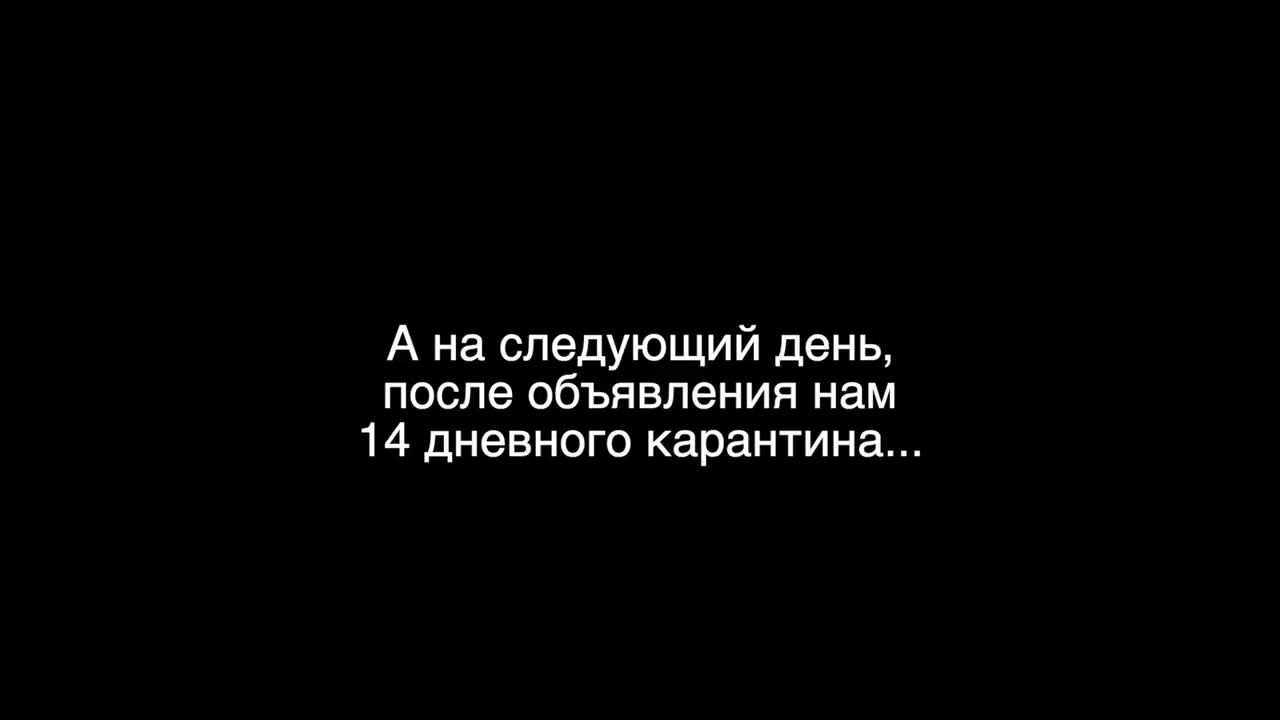 А на следующий день,
после объявления нам
14 дневного карантина...